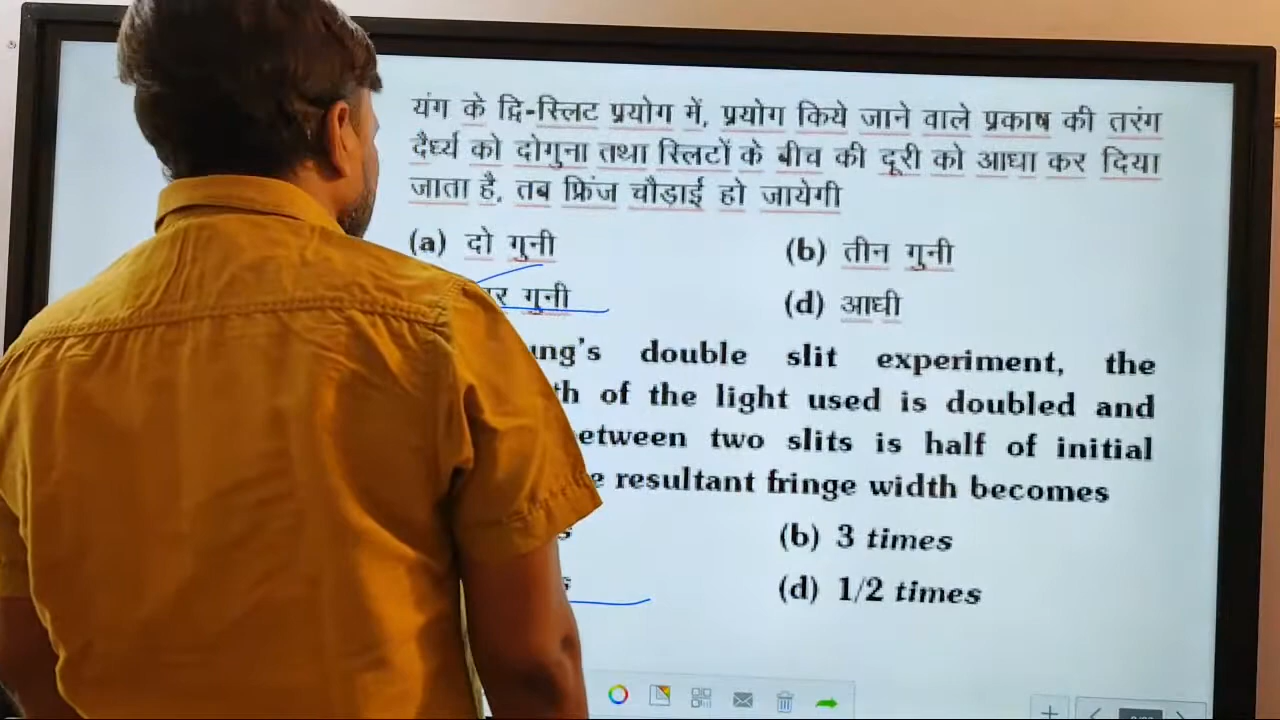 यंग के द्वि-स्लिट प्रयोग में, प्रयोग किये जाने वाले प्रकाष की तरंग
दैर्ध्य को दोगुना तथा स्लिटों के बीच की दूरी को आधा कर दिया
जाता है, तब फ्रिंज चौड़ाई हो जायेगी
(a) दो गुनी (b) तीन गुनी
गुनी (d) आधी
double slit experiment, the
of the light used is doubled and
two slits is half of initial
resultant fringe width becomes
(b) 3 times
(d) 1/2 times